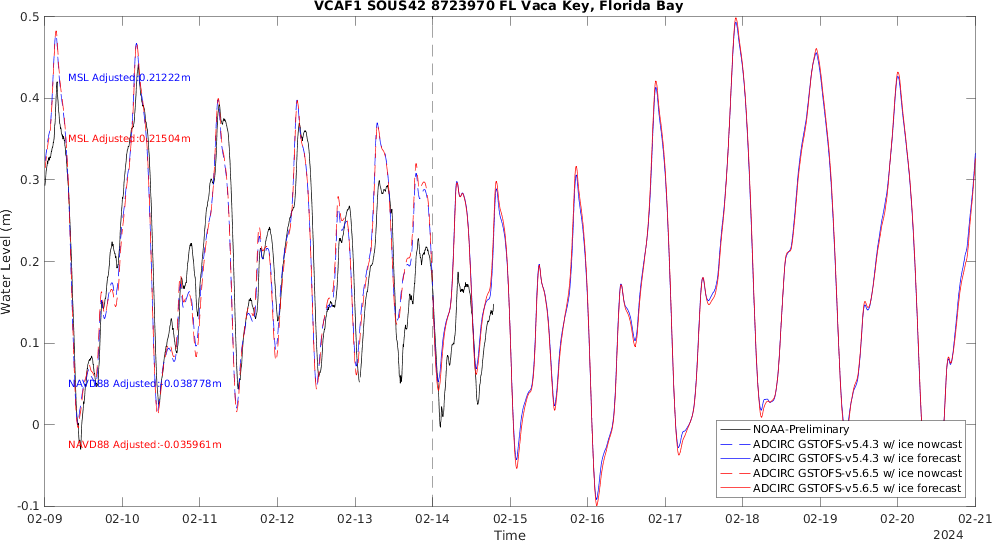 VCAF1 SOUS42 8723970 FL Vaca Key, Florida Bay
Water Level (m)
0.5
0.4
0.3
0.2
0.1
0
-0.1
MSL Adjusted:0.21222m
MSL Adjusted:0.21504m
NAVD88 Adjusted:-0.038778m
NAVD88 Adjusted:-0.035961m
NOAA-Preliminary
ADCIRC GSTOFS-v5.4.3 w/ ice nowcast
ADCIRC GSTOFS-v5.4.3 w/ ice forecast
ADCIRC GSTOFS-v5.6.5 w/ ice nowcast
ADCIRC GSTOFS-v5.6.5 w/ ice forecast
02-09 02-10 02-11 02-12 02-13 02-14 02-15 02-16 02-17 02-18 02-19 02-20 02-21
Time
2024